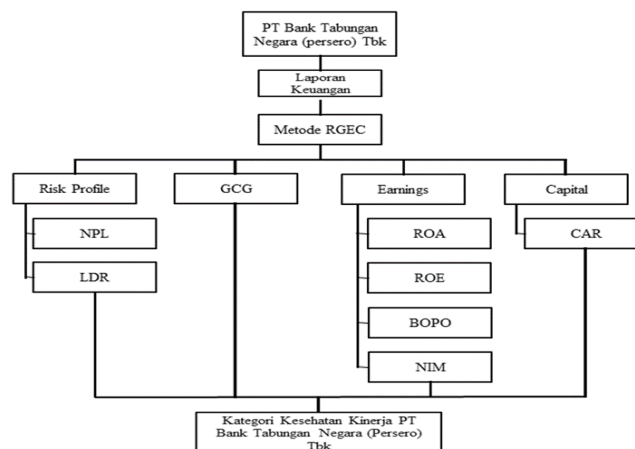 PT Bank Tabungan
Negara (persero) Tbk
Laporan
Keuangan
Metode RGEC
Risk Profile
GCG
Earnings
Capital
NPL
ROA
CAR
LDR
ROE
BOPO
NIM
Kategori Kesehatan Kinerja PT
Bank Tabungan Negara (Persero)
Tbk